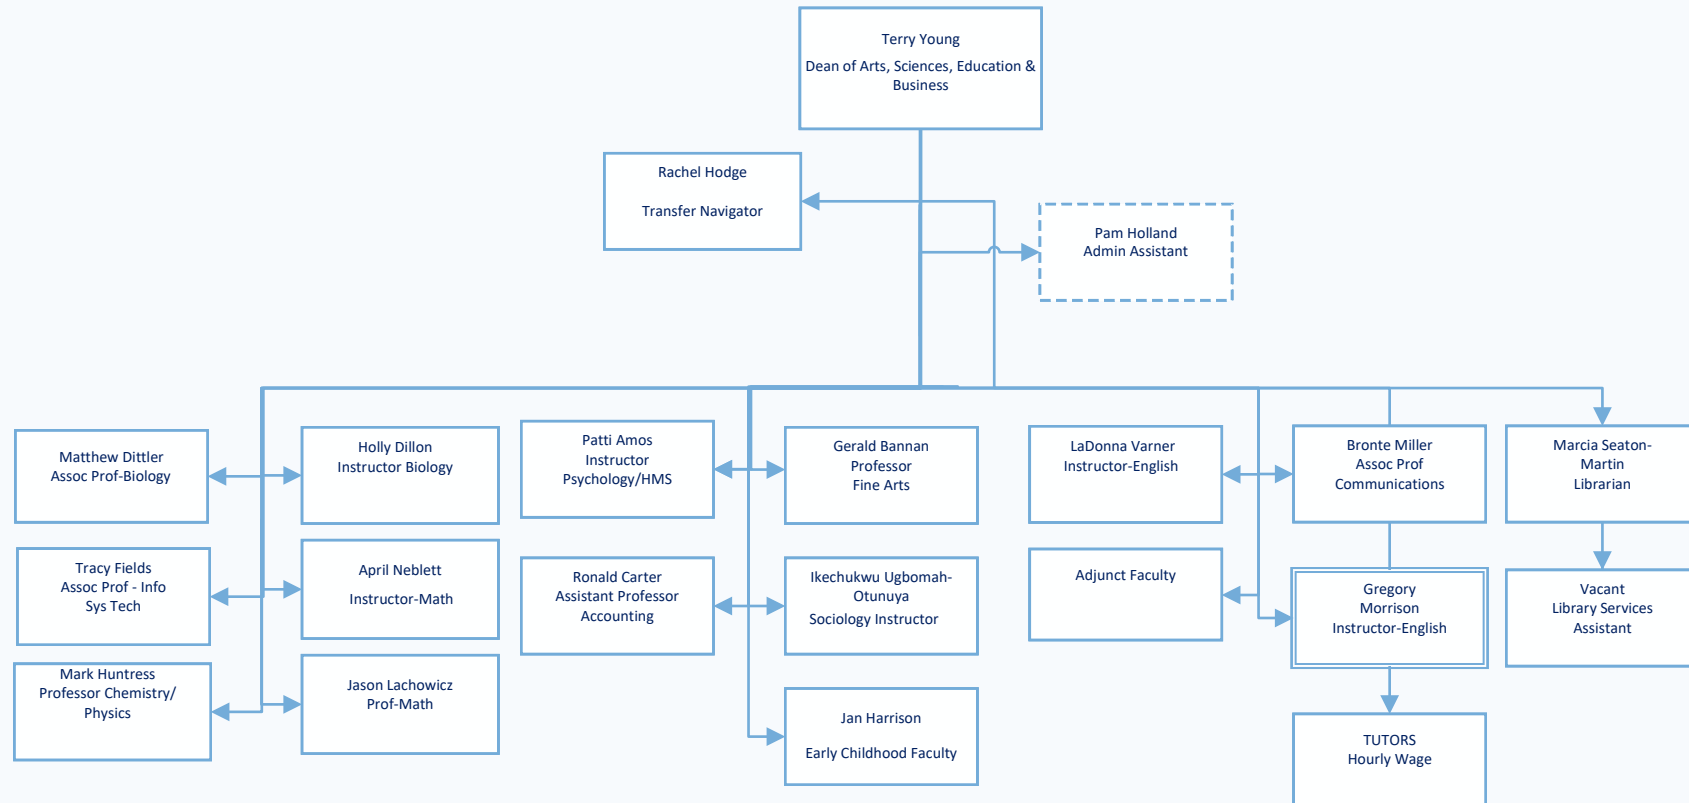 Terry Young
Dean of Arts, Sciences, Education &
Business
Rachel Hodge
Transfer Navigator
Pam Holland
Admin Assistant
Matthew Dittler
Assoc Prof-Biology
Holly Dillon
Instructor Biology
Patti Amos
Instructor
Psychology/HMS
Gerald Bannan
Professor
Fine Arts
LaDonna Varner
Instructor-English
Bronte Miller
Assoc Prof
Communications
Marcia Seaton-
Martin
Librarian
Tracy Fields
Assoc Prof - Info
Sys Tech
April Neblett
Instructor-Math
Ronald Carter
Assistant Professor
Accounting
Ikechukwu Ugbomah-
Otunuya
Sociology Instructor
Adjunct Faculty
Gregory
Morrison
Instructor-English
Vacant
Library Services
Assistant
Mark Huntress
Professor Chemistry/
Physics
Jason Lachowicz
Prof-Math
Jan Harrison
Early Childhood Faculty
TUTORS
Hourly Wage